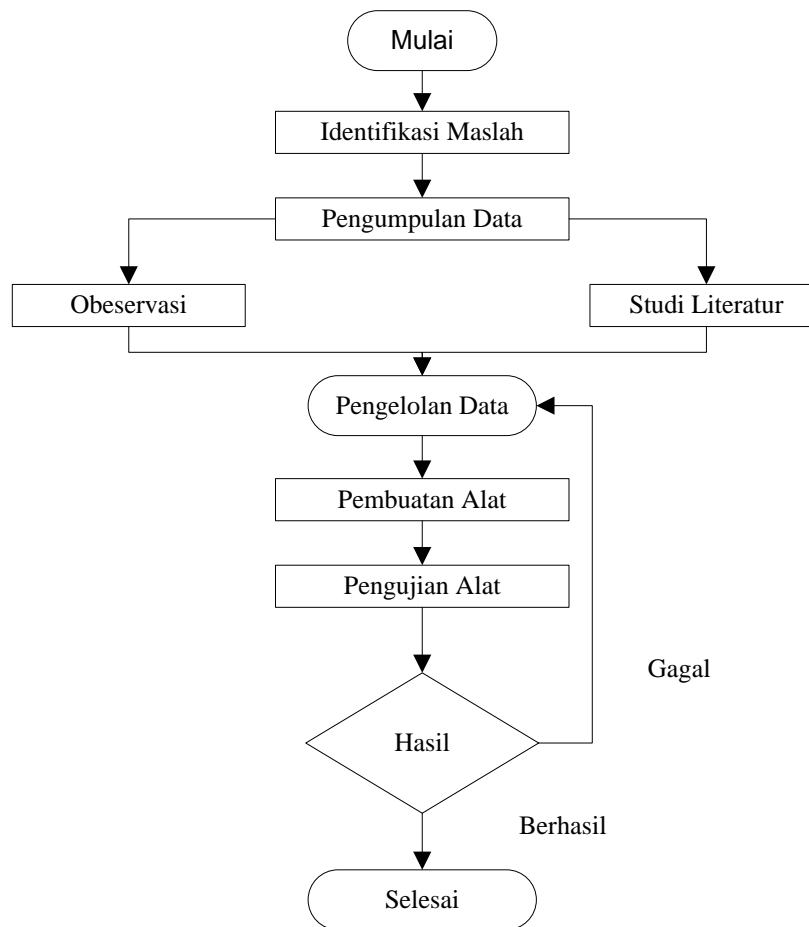 Mulai
Identifikasi Maslah
Pengumpulan Data
Obeservasi
Studi Literatur
Pengelolan Data
Pembuatan Alat
Pengujian Alat
Gagal
Hasil
Berhasil
Selesai